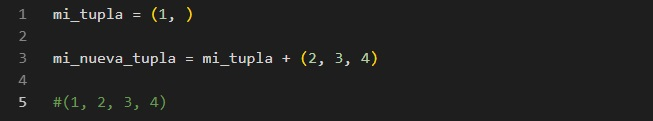 1 mi_tupla = (1, )
2
3 mi_nueva_tupla = mi_tupla + (2, 3, 4)
4
5 #(1, 2, 3, 4)